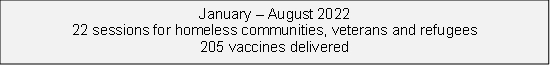 January – August 2022
22 sessions for homeless communities, veterans and refugees
205 vaccines delivered